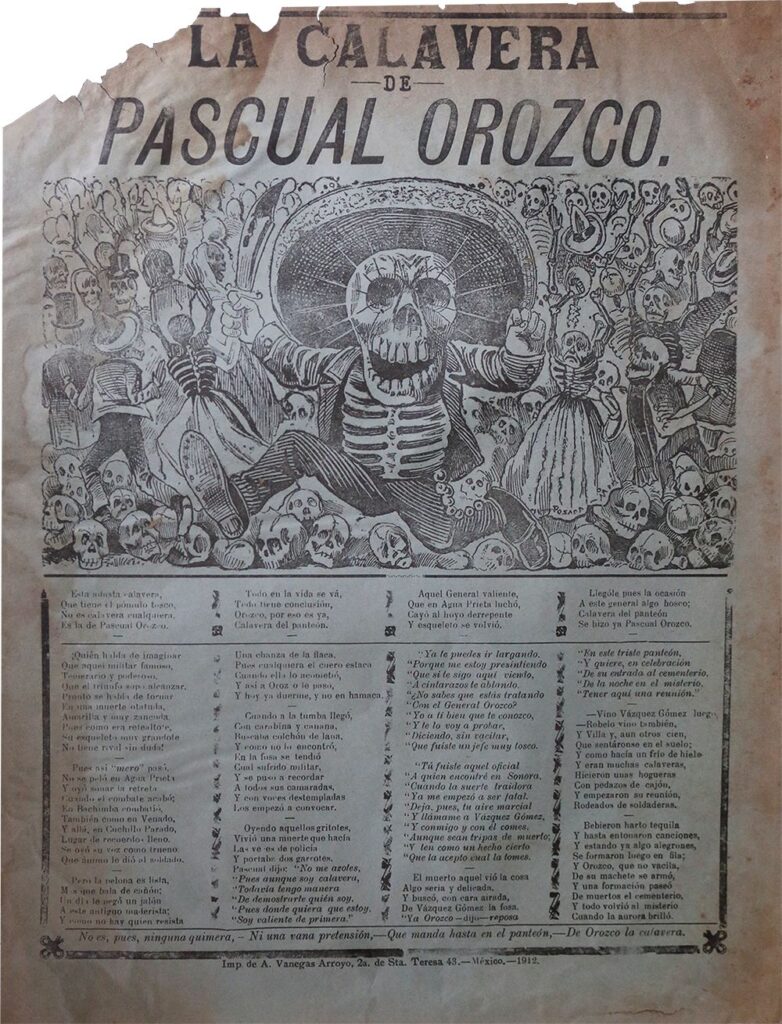 LA CALAVERA
—DE—
PASCUAL OROZCO.
POSADA
Esta adusta calavera,
Que tiene el pómulo tosco,
No es calavera cualquiera,
Es la de Pascual Orozco.
Todo en la vida se vá,
Todo tiene conclusión,
Orozco, por eso es ya,
Calavera del panteón.
Aquel General valiente,
Que en Agua Prieta luchó,
Cayó al hoyo derrepente
Y esqueleto se volvió.
Llególe pues la ocasión
A este general algo hosco;
Calavera del panteón
Se hizo ya Pascual Orozco.
¡Quién había de imaginar
Que aquel militar famoso,
Temerario y poderoso,
Que el triunfo supo alcanzar,
Pronto se había de tornar
En una muerte
Amarilla y muy zancuda,
Pues como era retebiote,
Su esqueleto muy grandote
No tiene rival sin duda!
Pues así "mero" pasó,
No se peló en Agua Prieta
Y oyó sonar la retreta
Cuando el combate acabó;
En Bachimba combatió,
También como en Venado,
Y allá, en Cuchillo Parado,
Lugar de recuerdo lleno,
Se oyó su voz como trueno
Que ánimo le dió al soldado.
Pero la pelona es lista,
Más que bala de cañón;
Un día le pegó un jalón
A este antiguo maderista;
Y como no hay quien resista
Una chanza de la flaca,
Pues cualquiera el cuero estaca
Cuando ella lo acometió,
Y así a Oroz o le paso,
Y hoy ya duerme, y no en hamaca.
Cuando a la tumba llegó,
Con carabina y canana,
Buscaba colchón de lana,
Y como no lo encontró,
En la fosa se tendió
Cual sufrido militar,
Y se puso a recordar
A todos sus camaradas,
Y con voces destempladas
Los empezó a convocar.
Oyendo aquellos gritoles,
Vivió una muerte que hacía
Las veces de policía
Y portaba dos garrotes.
Pascual dijo: "No me azoles,
"Pues aunque soy calavera,
"Todavía tengo manera
"De demostrarte quién soy.
"Pues donde quiera que estoy,
"Soy valiente de primera."
"Ya te puedes ir largando.
"Porque me estoy presintiendo
"Que si te sigo aquí viendo,
"A cintarazos te ablando.
"¿No sabes que estás tratando
"Con el General Orozco?
"Yo a ti bien que te conozco,
"Y te lo voy a probar,
"Diciendo, sin vacilar,
"Que fuiste un jefe muy tosco.
"Tú fuiste aquel oficial
"A quien encontré en Sonora,
"Cuando la suerte traidora
"Ya me empezó a ser fatal.
"Deja, pues, tu aire marcial
"Y llámame a Vázquez Gómez,
"Y conmigo y con él comes,
"Aunque sean tripas de muerto;
"Y ten como un hecho cierto
"Que la acepto cual la tomes.
El muerto aquel vió la cosa
Algo seria y delicada,
Y buscó, con cara airada,
De Vázquez Gómez la fosa.
"Ya Orozco —dijo—reposa
"En este triste panteón,
"Y quiere, en celebración
"De su entrada al cementerio,
"De la noche en el misterio,
"Tener aquí una reunión."
—Vino Vázquez Gómez luego,
—Robelo vino también,
Y Villa y, aun otros cien,
Que sentáronse en el suelo;
Y como hacía un frío de hielo
Y eran muchas calaveras,
Hicieron unas hogueras
Con pedazos de cajón,
Y empezaron su reunión,
Rodeados de soldaderas.
Bebieron harto tequila
Y hasta entonaron canciones,
Y estando ya algo alegrones,
Se formaron luego en fila;
Y Orozco, que no vacila,
De su machete se armó,
Y una formación paseó
De muertos el cementerio,
Y todo volvió al misterio
Cuando la aurora brilló.
No es, pues, ninguna quimera,—Ni una vana pretensión,—Que manda hasta en el panteón,—De Orozco la calavera.
Imp. de A. Vanegas Arroyo, 2a. de Sta. Teresa 43.—México.—1912.